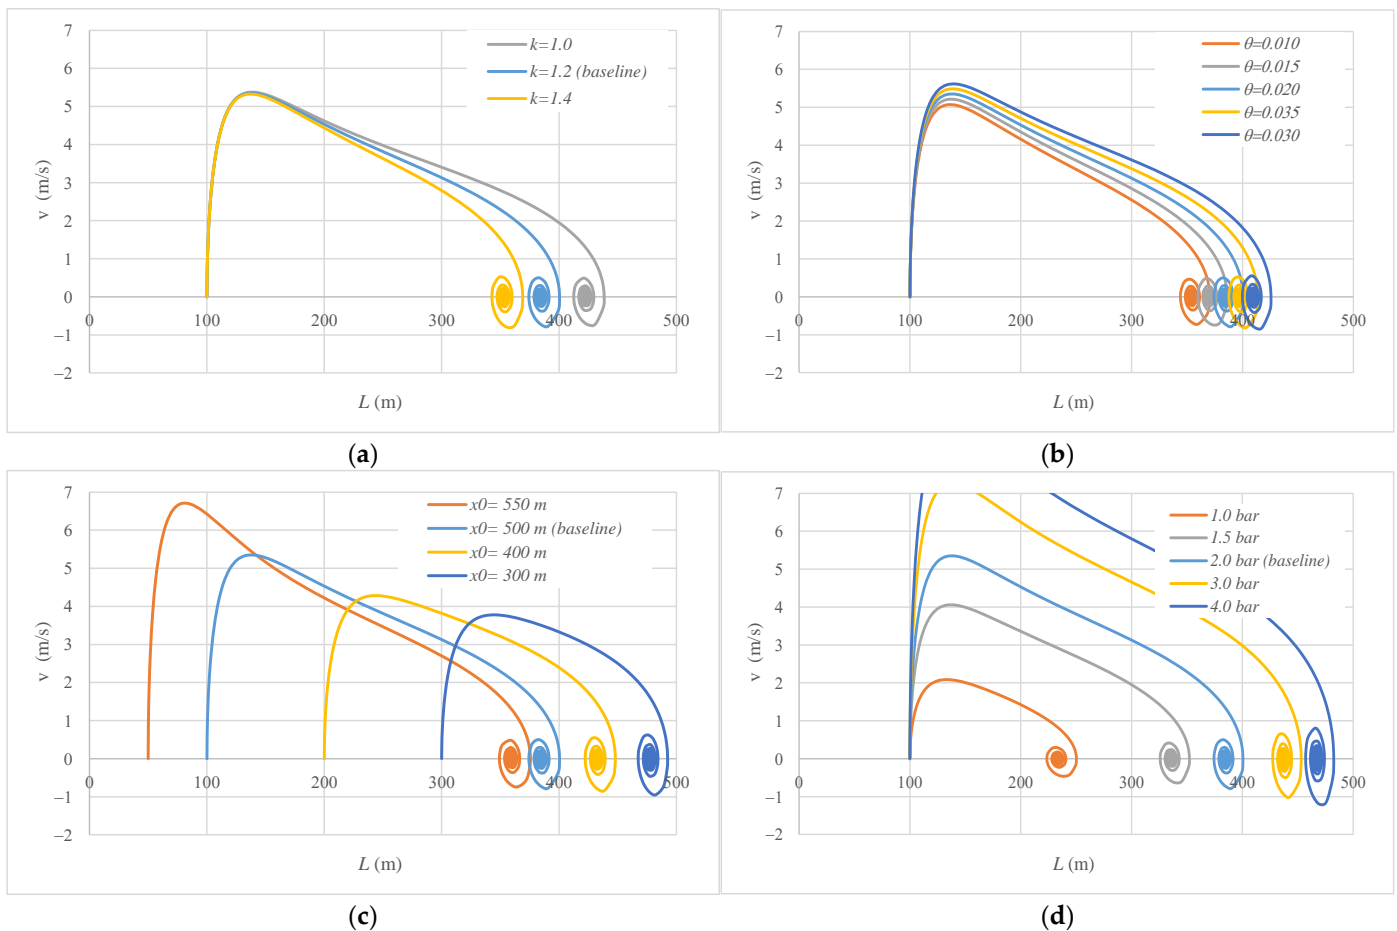 7
6
5
4
3
2
1
0
–1
–2
0
100
200
300
400
500
v (m/s)
L (m)
k=1.0
k=1.2 (baseline)
k=1.4
(a)
7
6
5
4
3
2
1
0
–1
–2
0
100
200
300
400
500
v (m/s)
L (m)
θ=0.010
θ=0.015
θ=0.020
θ=0.035
θ=0.030
(b)
7
6
5
4
3
2
1
0
–1
–2
0
100
200
300
400
500
v (m/s)
L (m)
x0= 550 m
x0= 500 m (baseline)
x0= 400 m
x0= 300 m
(c)
7
6
5
4
3
2
1
0
–1
–2
0
100
200
300
400
500
v (m/s)
L (m)
1.0 bar
1.5 bar
2.0 bar (baseline)
3.0 bar
4.0 bar
(d)